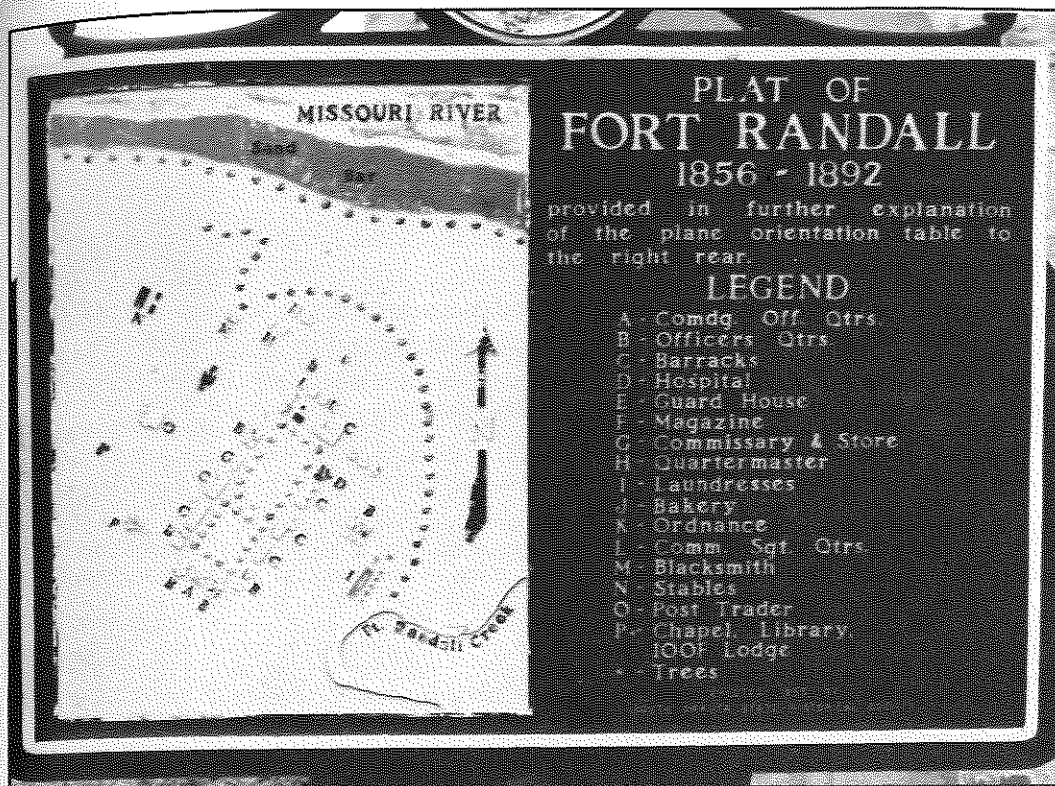 MISSOURI RIVER
Sand
Bar
Ft. Randall Creek
PLAT OF
FORT RANDALL
1856 - 1892
provided in further explanation
of the plane orientation table to
the right rear.
LEGEND
A - Comdg. Off. Qtrs.
B - Officers Qtrs.
C - Barracks
D - Hospital
E - Guard House
F - Magazine
G - Commissary & Store
H - Quartermaster
I - Laundresses
J - Bakery
K - Ordnance
L - Comm. Sgt. Qtrs.
M - Blacksmith
N - Stables
O - Post Trader
P - Chapel, Library,
IOOF Lodge
- Trees